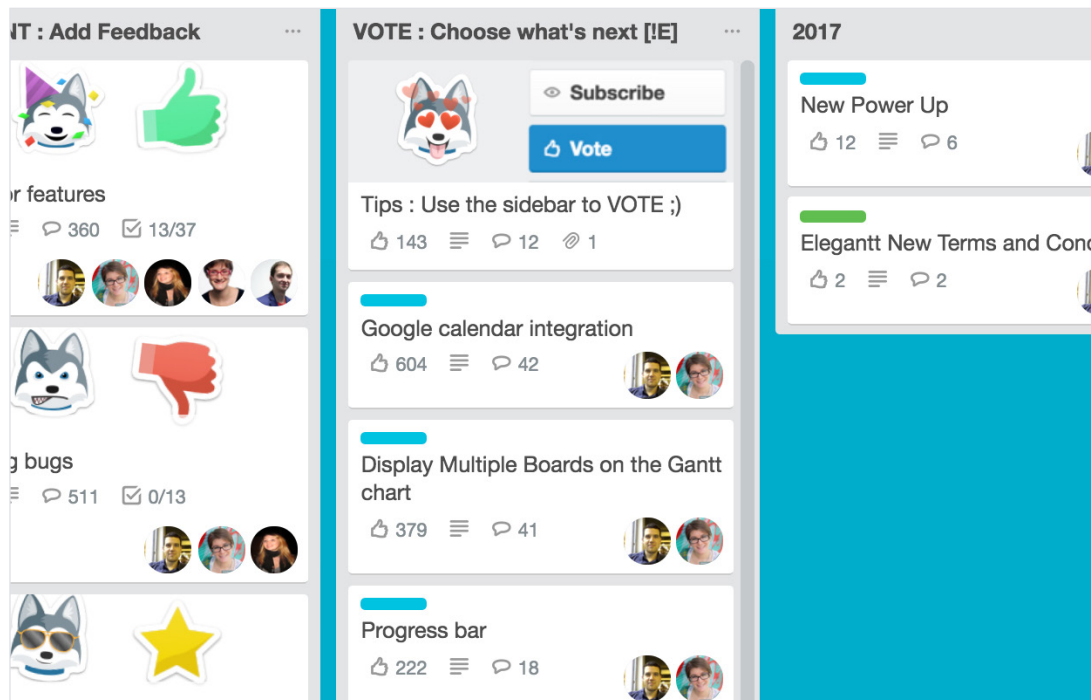 NT : Add Feedback
or features
360 13/37
g bugs
511 0/13
VOTE : Choose what's next [!E]
Subscribe
Vote
Tips : Use the sidebar to VOTE ;)
143 12 1
Google calendar integration
604 42
Display Multiple Boards on the Gantt
chart
379 41
Progress bar
222 18
2017
New Power Up
12 6
Elegantt New Terms and Cond
2 2